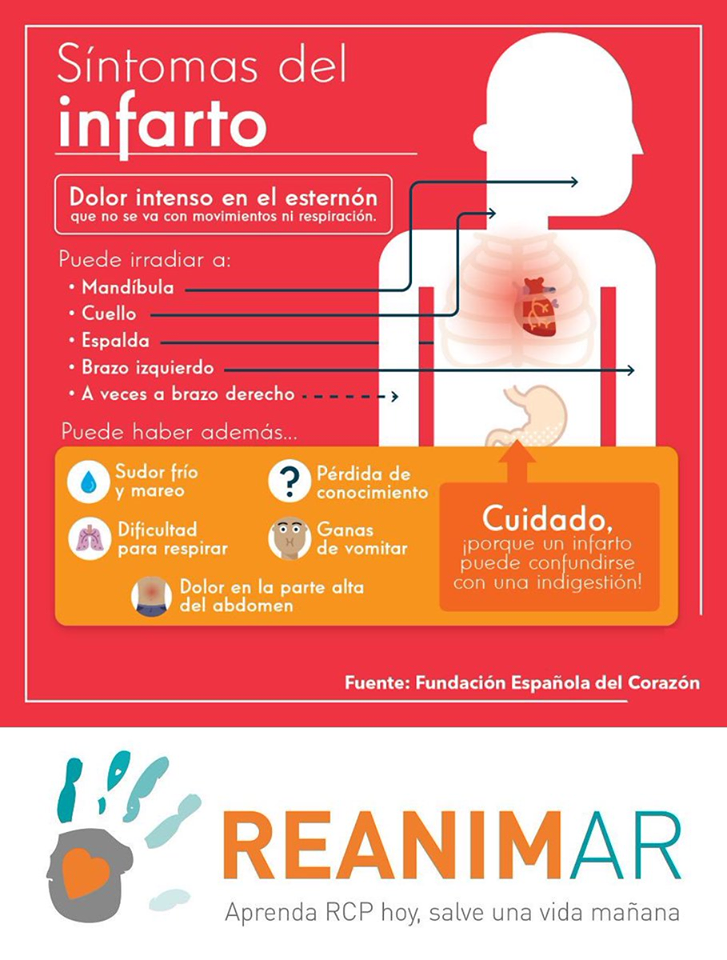 Síntomas del
infarto
Dolor intenso en el esternón
que no se va con movimientos ni respiración.
Puede irradiar a:
• Mandíbula
• Cuello
• Espalda
• Brazo izquierdo
• A veces a brazo derecho
Puede haber además...
Sudor frío
y mareo
?
Pérdida de
conocimiento
Dificultad
para respirar
Ganas
de vomitar
Dolor en la parte alta
del abdomen
Cuidado,
¡porque un infarto
puede confundirse
con una indigestión!
Fuente: Fundación Española del Corazón
REANIMAR
Aprenda RCP hoy, salve una vida mañana